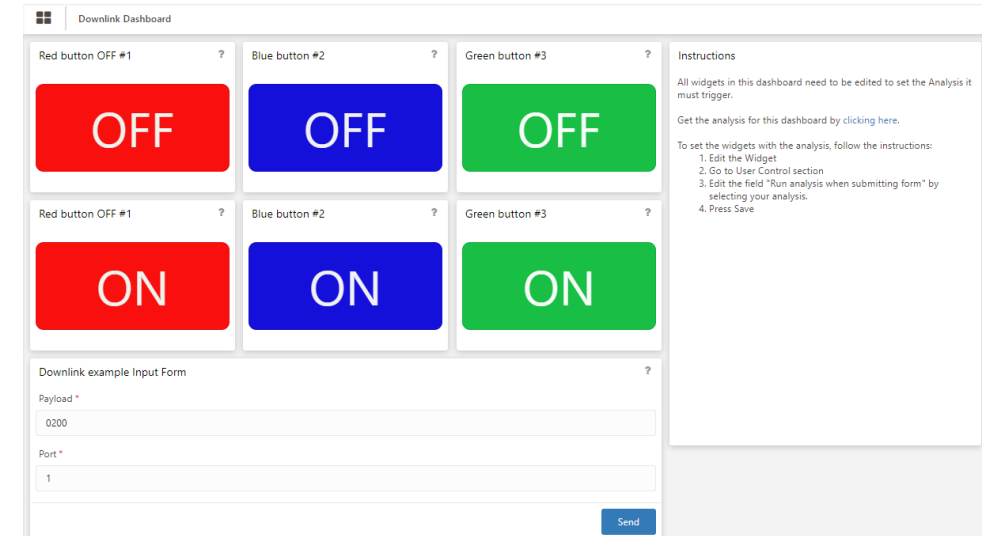 Downlink Dashboard
Red button OFF #1 ?
Blue button #2 ?
Green button #3 ?
OFF
OFF
OFF
Red button OFF #1 ?
Blue button #2 ?
Green button #3 ?
ON
ON
ON
Downlink example Input Form ?
Payload *
0200
Port *
1
Send
Instructions
All widgets in this dashboard need to be edited to set the Analysis it
must trigger.
Get the analysis for this dashboard by clicking here.
To set the widgets with the analysis, follow the instructions:
1. Edit the Widget
2. Go to User Control section
3. Edit the field "Run analysis when submitting form" by
selecting your analysis.
4. Press Save